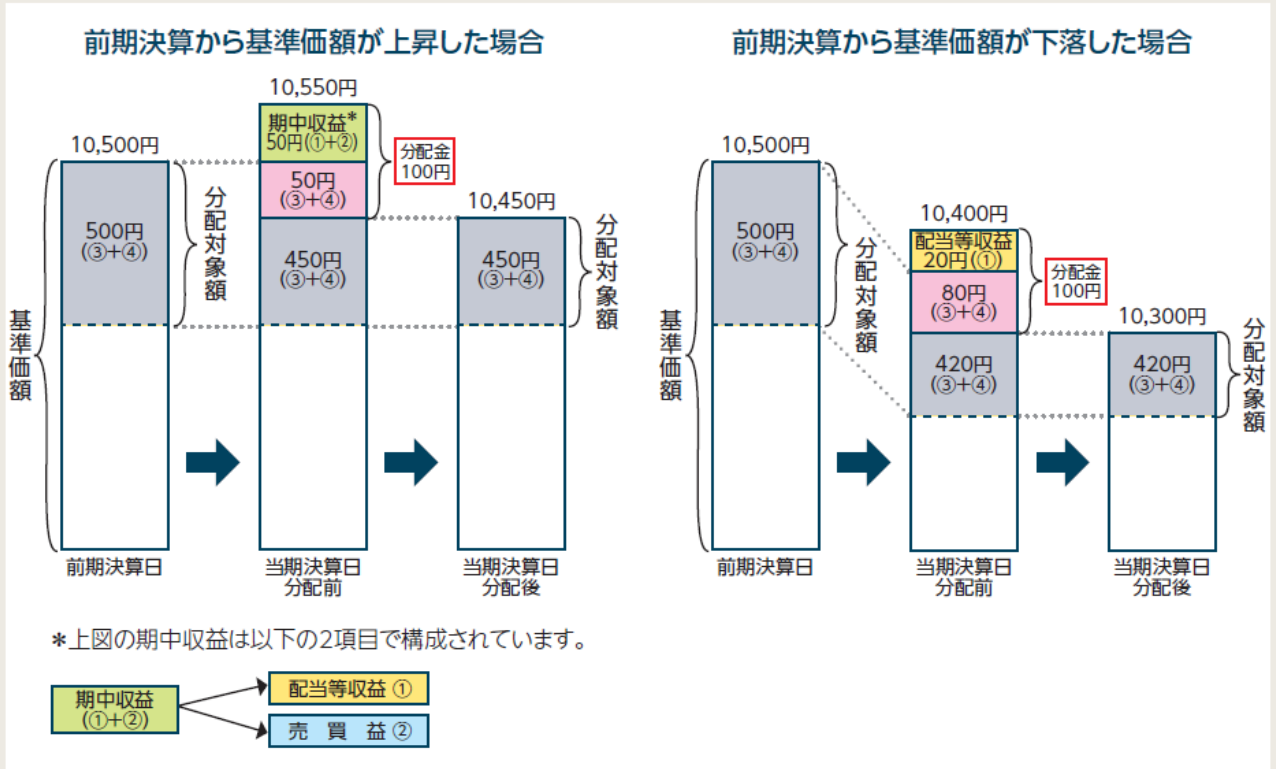 前期決算から基準価額が上昇した場合
10,500円
500円
(③+④)
分配対象額
基準価額
前期決算日
10,550円
期中収益*
50円(①+②)
50円
(③+④)
450円
(③+④)
分配金
100円
当期決算日
分配前
10,450円
450円
(③+④)
分配対象額
当期決算日
分配後
前期決算から基準価額が下落した場合
10,500円
500円
(③+④)
分配対象額
基準価額
前期決算日
10,400円
配当等収益
20円(①)
80円
(③+④)
420円
(③+④)
分配金
100円
当期決算日
分配前
10,300円
420円
(③+④)
分配対象額
当期決算日
分配後
*上図の期中収益は以下の2項目で構成されています。
期中収益
(①+②)
配当等収益 ①
売 買 益 ②